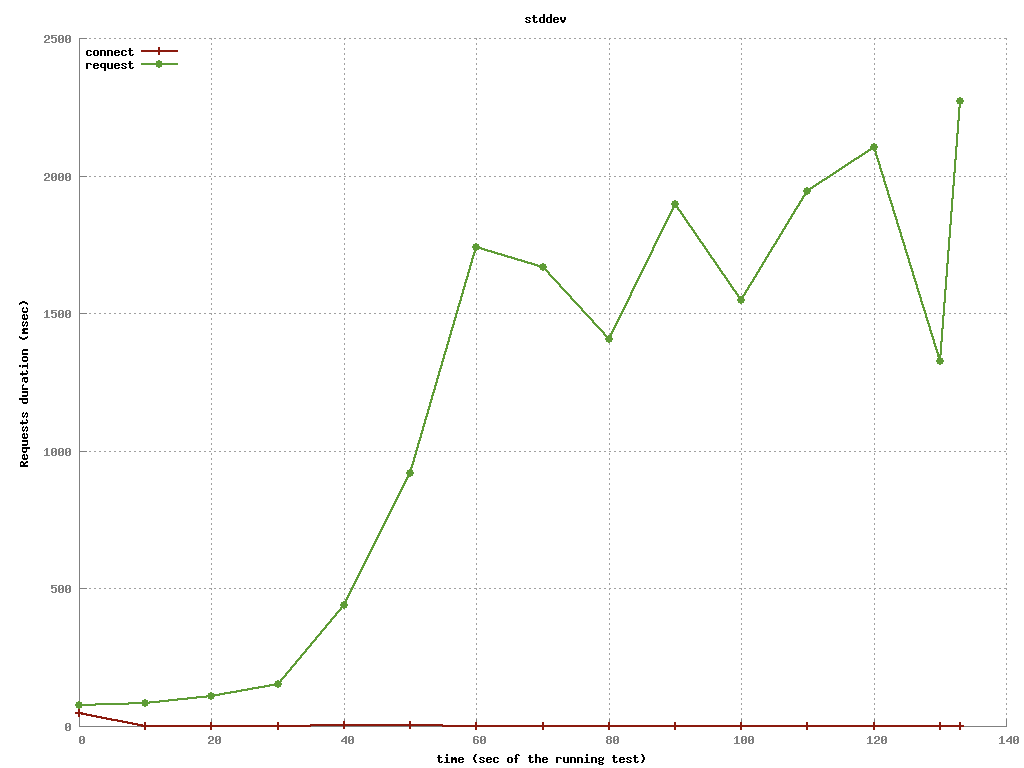 stddev
2500
connect
request
2000
1500
1000
500
0
0 20 40 60 80 100 120 140
Requests duration (msec)
time (sec of the running test)